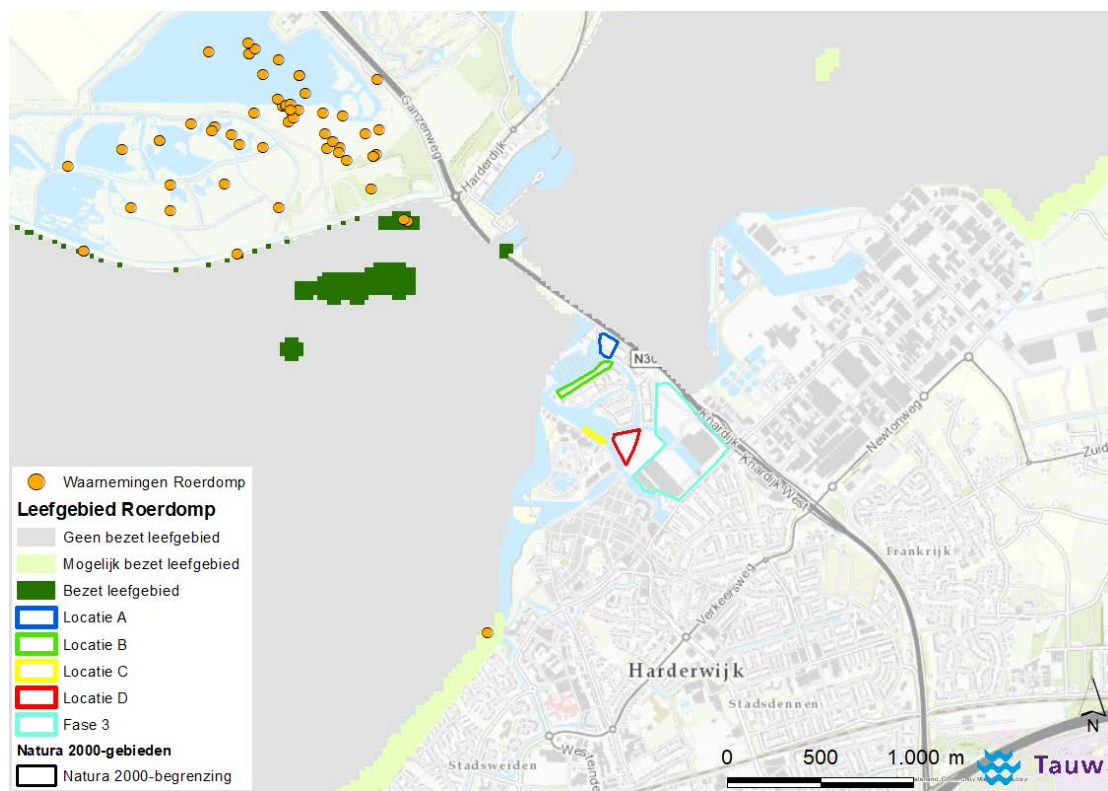 Ganzenweg
Harderdijk
N30
Knardijk
Knardijk West
Newtonweg
Zuid
Frankrijk
Verkeersweg
Harderwijk
Stadsdennen
Westeinde
Stadsweiden
Waarnemingen Roerdomp
Leefgebied Roerdomp
Geen bezet leefgebied
Mogelijk bezet leefgebied
Bezet leefgebied
Locatie A
Locatie B
Locatie C
Locatie D
Fase 3
Natura 2000-gebieden
Natura 2000-begrenzing
0 500 1.000 m
N
Tauw